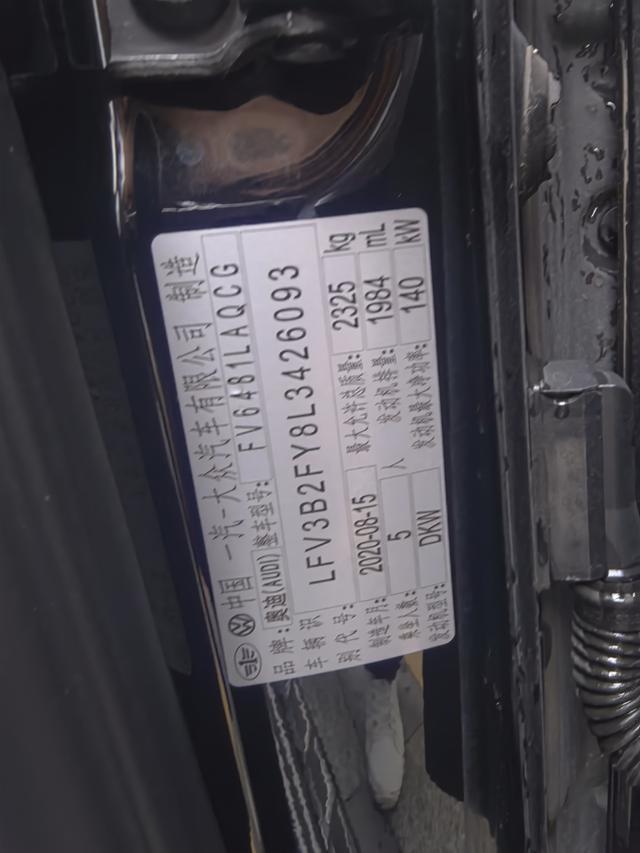 中国 一汽-大众汽车有限公司 制造
品牌:奥迪(AUDI) 整车型号: FV6481LAQCG
车辆识别代号: LFV3B2FY8L3426093
制造年月: 2020-08-15 最大允许总质量: 2325 kg
乘坐人数: 5 人 发动机排量: 1984 mL
发动机型号: DKW 发动机最大净功率: 140 kW